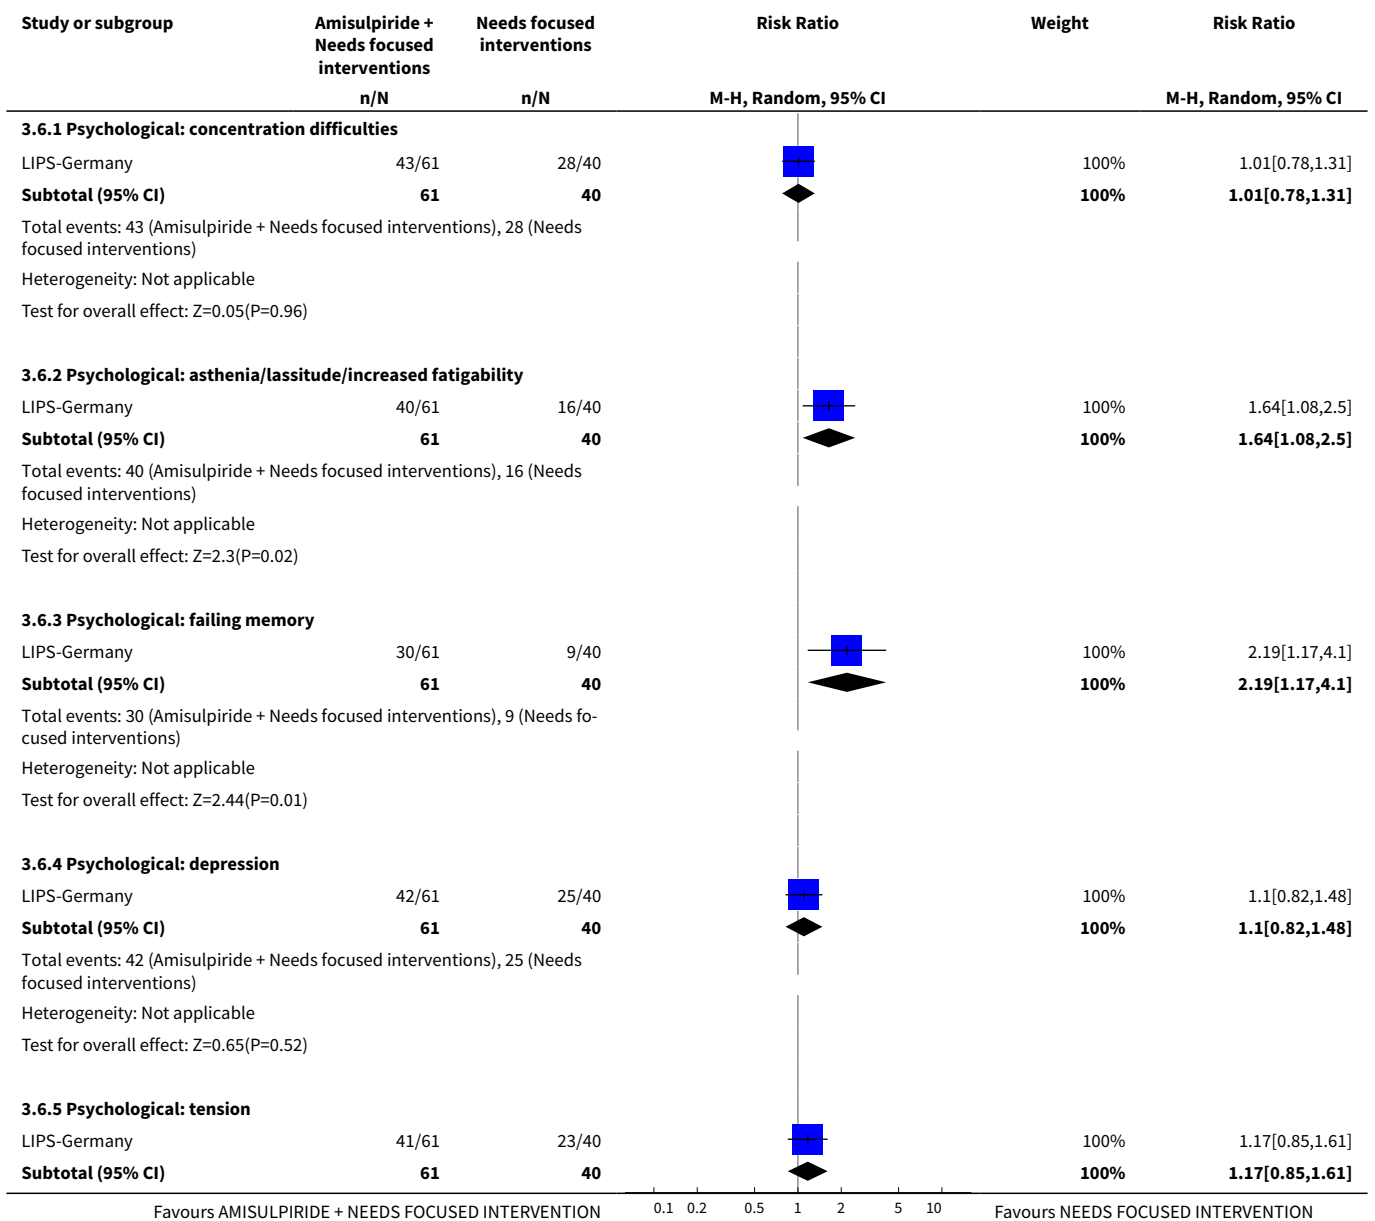 Study or subgroup Amisulpiride + Needs focused Risk Ratio Weight Risk Ratio
Needs focused interventions
interventions
n/N n/N M-H, Random, 95% CI M-H, Random, 95% CI
3.6.1 Psychological: concentration difficulties
LIPS-Germany 43/61 28/40 100% 1.01[0.78,1.31]
Subtotal (95% CI) 61 40 100% 1.01[0.78,1.31]
Total events: 43 (Amisulpiride + Needs focused interventions), 28 (Needs
focused interventions)
Heterogeneity: Not applicable
Test for overall effect: Z=0.05(P=0.96)
3.6.2 Psychological: asthenia/lassitude/increased fatigability
LIPS-Germany 40/61 16/40 100% 1.64[1.08,2.5]
Subtotal (95% CI) 61 40 100% 1.64[1.08,2.5]
Total events: 40 (Amisulpiride + Needs focused interventions), 16 (Needs
focused interventions)
Heterogeneity: Not applicable
Test for overall effect: Z=2.3(P=0.02)
3.6.3 Psychological: failing memory
LIPS-Germany 30/61 9/40 100% 2.19[1.17,4.1]
Subtotal (95% CI) 61 40 100% 2.19[1.17,4.1]
Total events: 30 (Amisulpiride + Needs focused interventions), 9 (Needs fo-
cused interventions)
Heterogeneity: Not applicable
Test for overall effect: Z=2.44(P=0.01)
3.6.4 Psychological: depression
LIPS-Germany 42/61 25/40 100% 1.1[0.82,1.48]
Subtotal (95% CI) 61 40 100% 1.1[0.82,1.48]
Total events: 42 (Amisulpiride + Needs focused interventions), 25 (Needs
focused interventions)
Heterogeneity: Not applicable
Test for overall effect: Z=0.65(P=0.52)
3.6.5 Psychological: tension
LIPS-Germany 41/61 23/40 100% 1.17[0.85,1.61]
Subtotal (95% CI) 61 40 100% 1.17[0.85,1.61]
Favours AMISULPIRIDE + NEEDS FOCUSED INTERVENTION 0.1 0.2 0.5 1 2 5 10 Favours NEEDS FOCUSED INTERVENTION